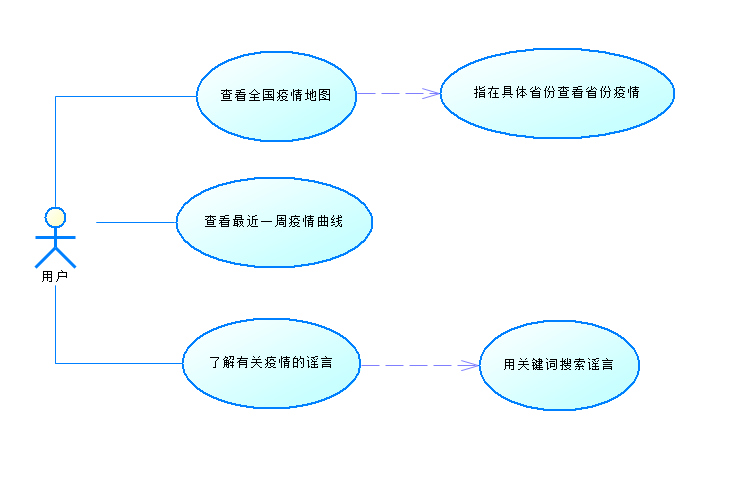 查看全国疫情地图
指在具体省份查看省份疫情
查看最近一周疫情曲线
用户
了解有关疫情的谣言
用关键词搜索谣言